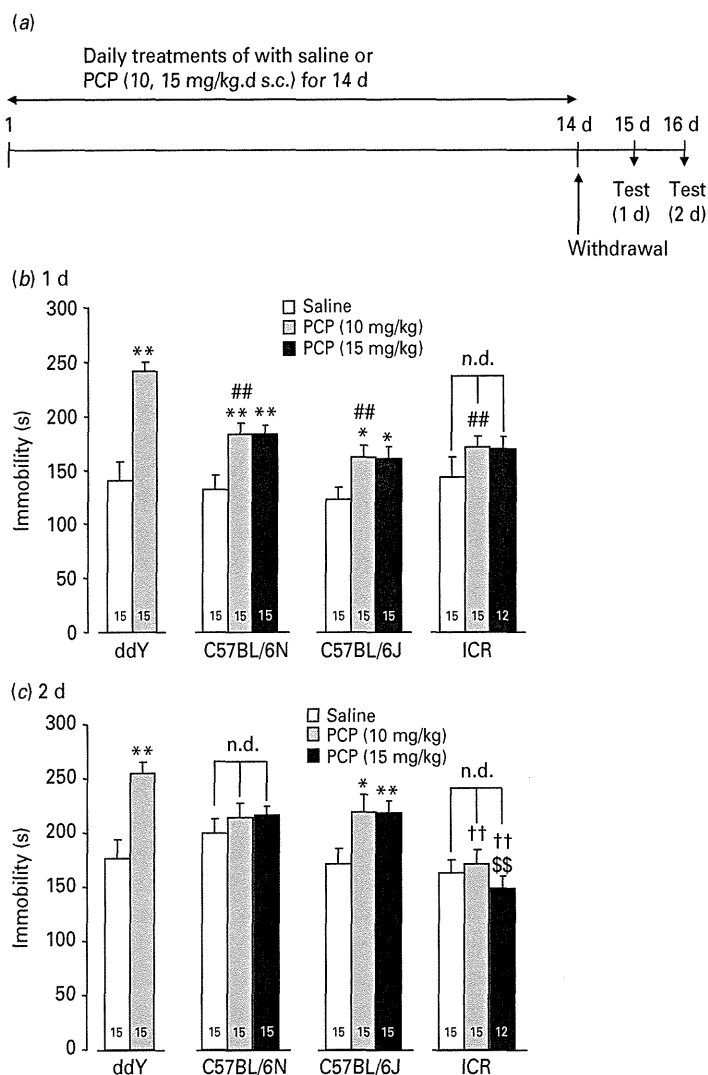 (a)
Daily treatments of with saline or
PCP (10, 15 mg/kg.d s.c.) for 14 d
1 14 d 15 d 16 d
Test Test
(1 d) (2 d)
Withdrawal
(b) 1 d
Immobility (s)
300
250
200
150
100
50
0
Saline
PCP (10 mg/kg)
PCP (15 mg/kg)
**
##
** **
##
* *
n.d.
##
15 15 15 15 15 15 15 15 15 15 12
ddY C57BL/6N C57BL/6J ICR
(c) 2 d
Immobility (s)
300
250
200
150
100
50
0
Saline
PCP (10 mg/kg)
PCP (15 mg/kg)
**
n.d.
* **
n.d.
†† ††
$$
15 15 15 15 15 15 15 15 15 15 12
ddY C57BL/6N C57BL/6J ICR